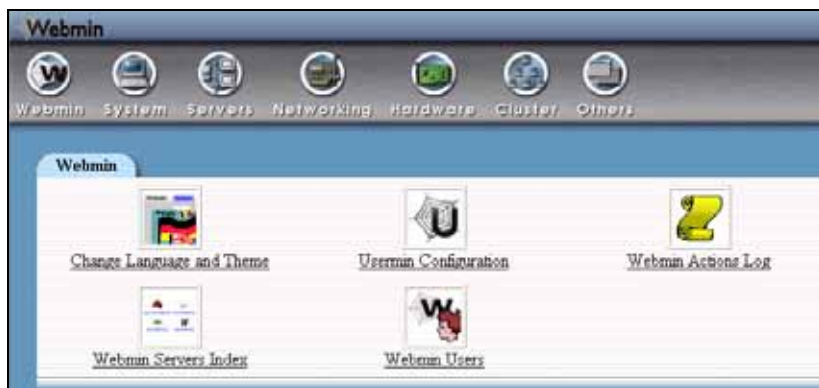 Webmin
Webmin System Servers Networking Hardware Cluster Others
Webmin
Change Language and Theme Usermin Configuration Webmin Actions Log
Webmin Servers Index Webmin Users